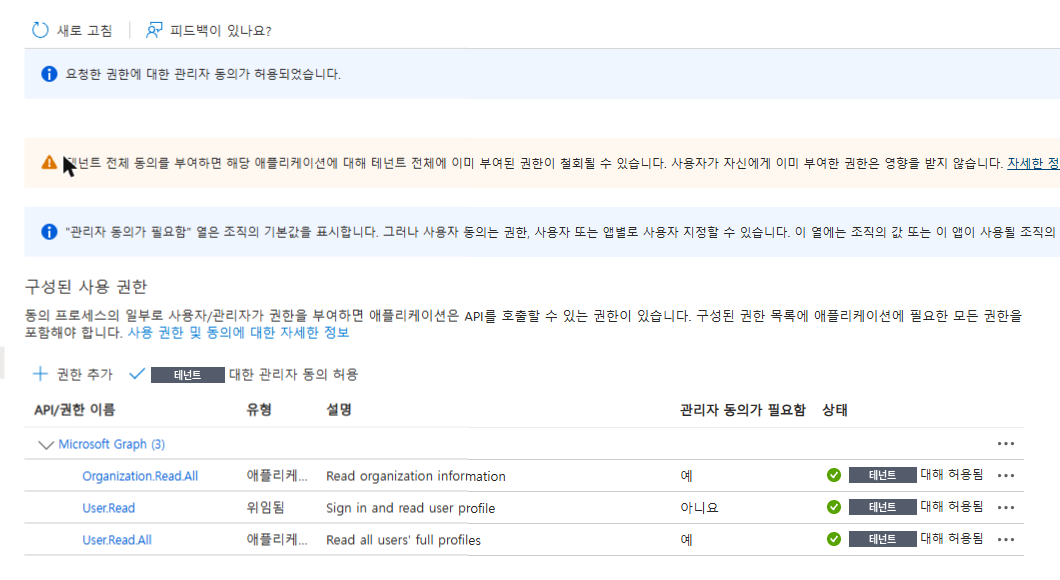 새로 고침 피드백이 있나요?
요청한 권한에 대한 관리자 동의가 허용되었습니다.
테넌트 전체 동의를 부여하면 해당 애플리케이션에 대해 테넌트 전체에 이미 부여된 권한이 철회될 수 있습니다. 사용자가 자신에게 이미 부여한 권한은 영향을 받지 않습니다. 자세한 정
"관리자 동의가 필요함" 열은 조직의 기본값을 표시합니다. 그러나 사용자 동의는 권한, 사용자 또는 앱별로 사용자 지정할 수 있습니다. 이 열에는 조직의 값 또는 이 앱이 사용될 조직의
구성된 사용 권한
동의 프로세스의 일부로 사용자/관리자가 권한을 부여하면 애플리케이션은 API를 호출할 수 있는 권한이 있습니다. 구성된 권한 목록에 애플리케이션에 필요한 모든 권한을
포함해야 합니다. 사용 권한 및 동의에 대한 자세한 정보
권한 추가 테넌트 대한 관리자 동의 허용
API/권한 이름 유형 설명 관리자 동의가 필요함 상태
Microsoft Graph (3) ...
Organization.Read.All 애플리케... Read organization information 예 테넌트 대해 허용됨 ...
User.Read 위임됨 Sign in and read user profile 아니요 테넌트 대해 허용됨 ...
User.Read.All 애플리케... Read all users' full profiles 예 테넌트 대해 허용됨 ...